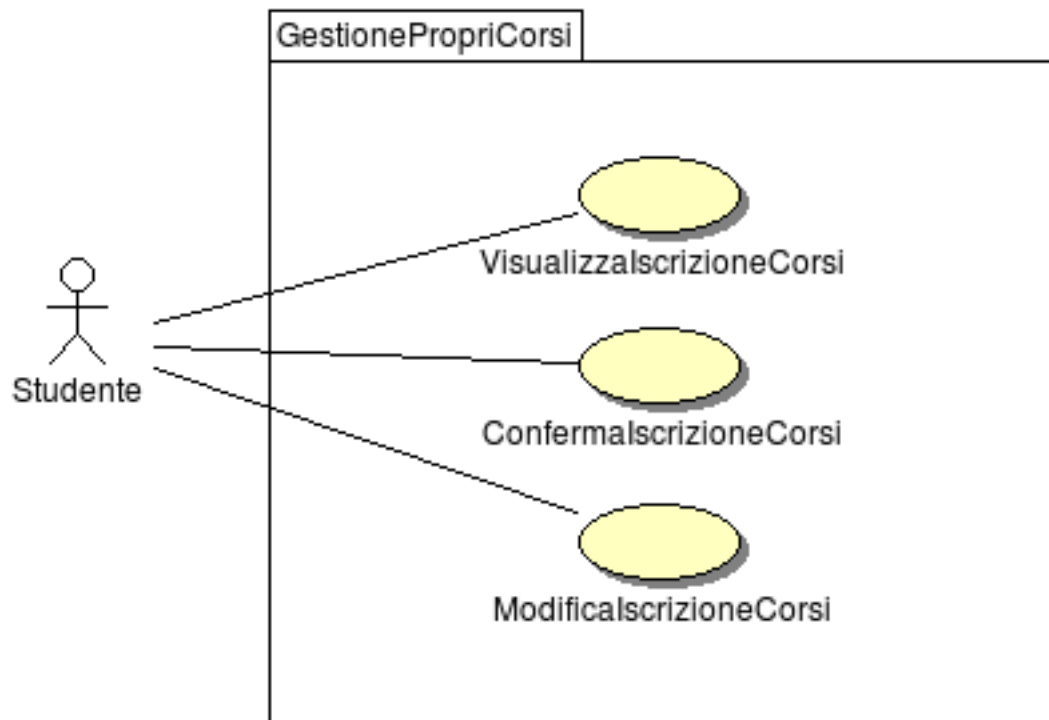 GestionePropriCorsi
VisualizzaIscrizioneCorsi
Studente
ConfermaIscrizioneCorsi
ModificaIscrizioneCorsi